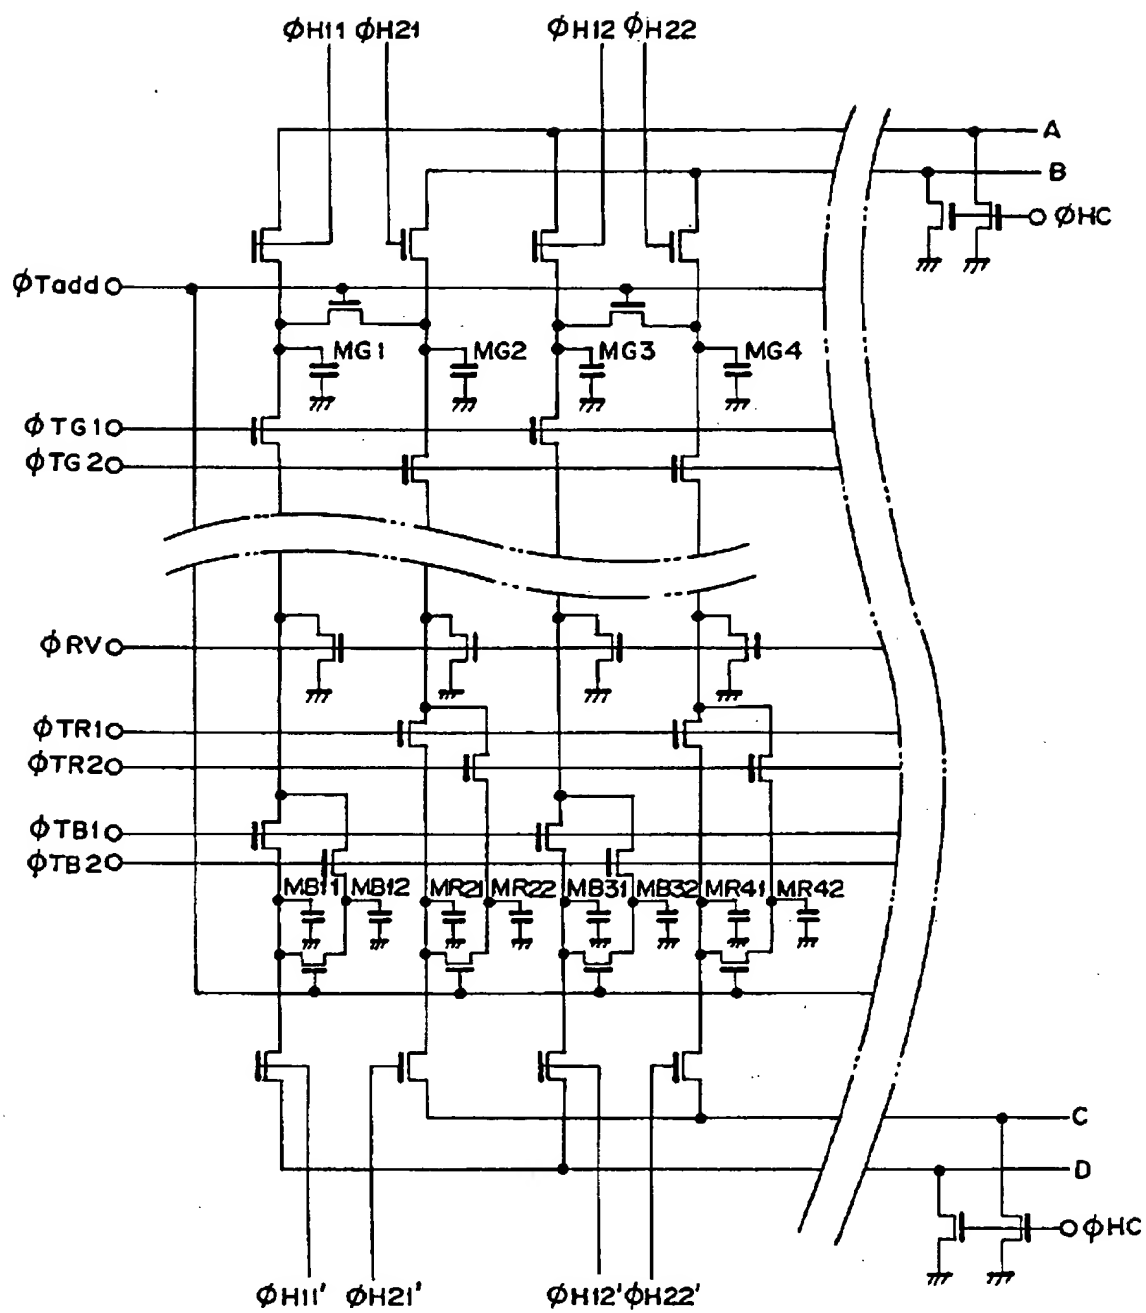 ΦH11 ΦH21 ΦH12 ΦH22
A
B
ΦHC
ΦTadd
MG1 MG2 MG3 MG4
ΦTG1
ΦTG2
ΦRV
ΦTR1
ΦTR2
ΦTB1
ΦTB2
MB11 MB12 MR21 MR22 MB31 MB32 MR41 MR42
C
D
ΦHC
ΦH11' ΦH21' ΦH12' ΦH22'